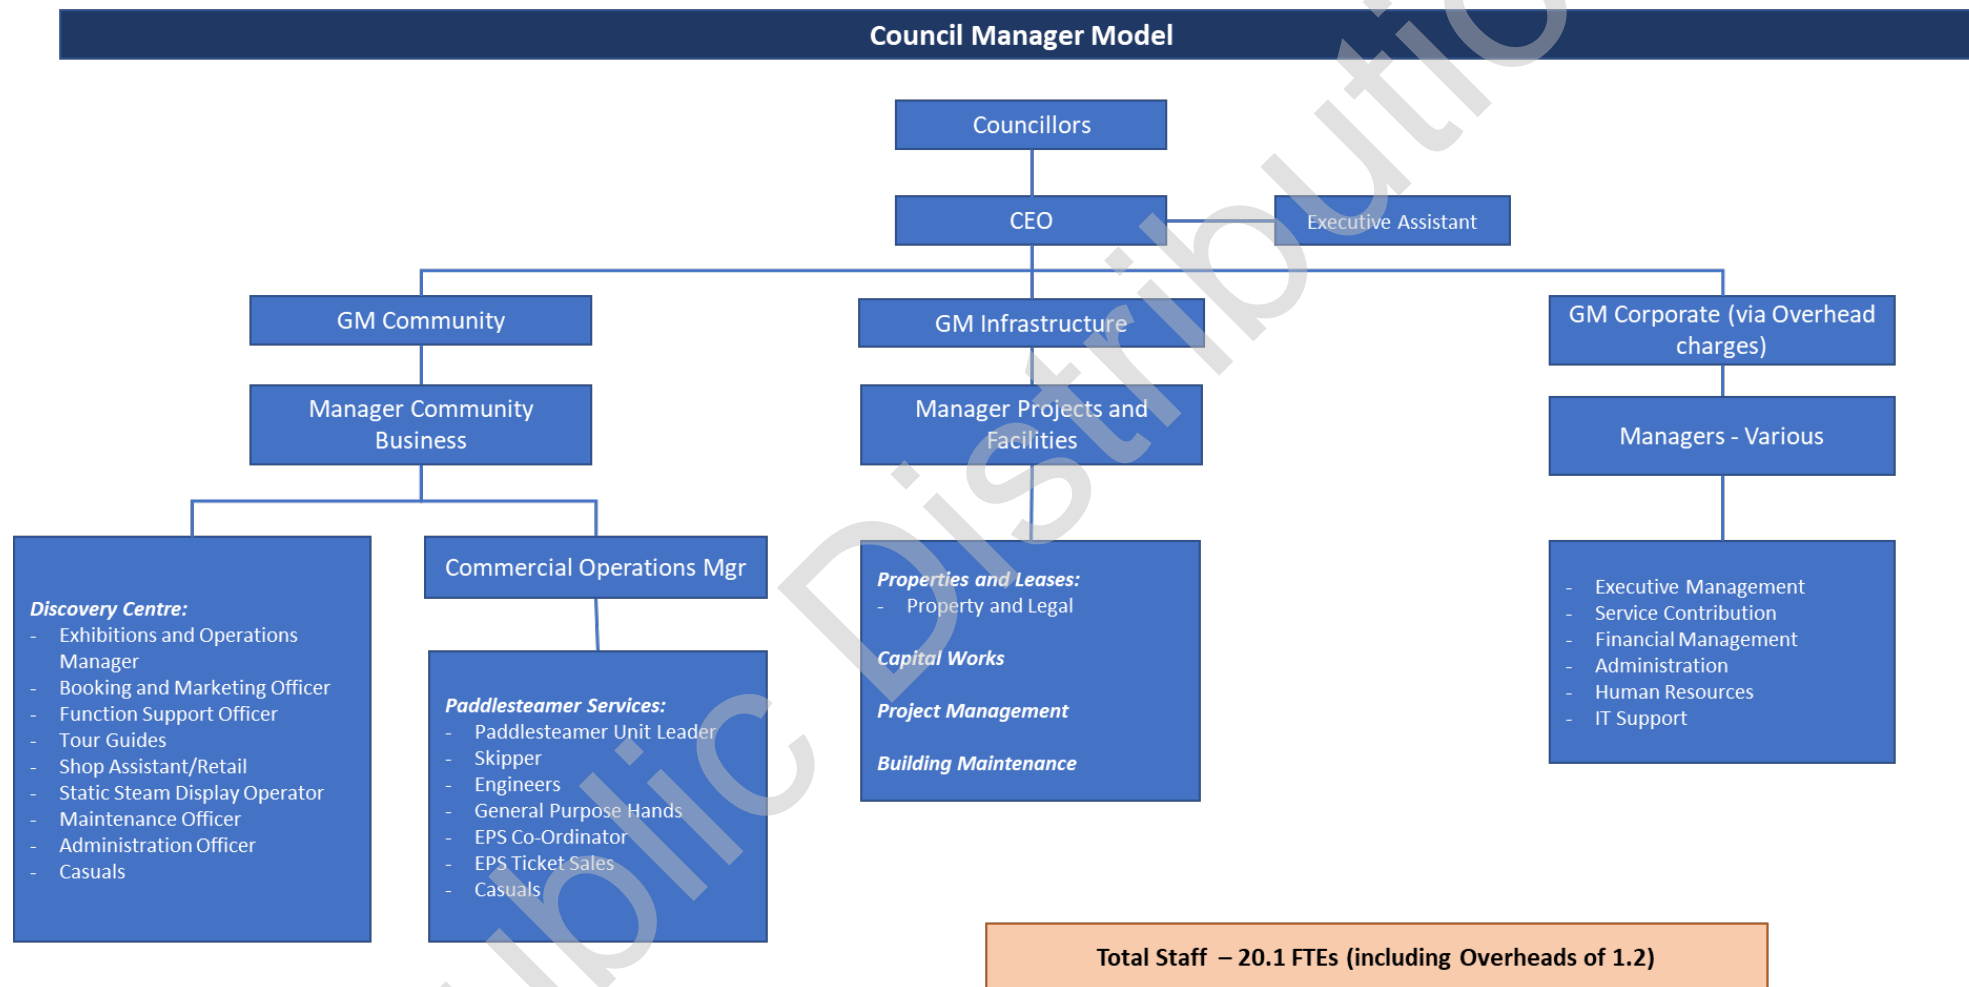 Council Manager Model
Councillors
CEO
Executive Assistant
GM Community
GM Infrastructure
GM Corporate (via Overhead
charges)
Manager Community
Business
Manager Projects and
Facilities
Managers - Various
Discovery Centre:
- Exhibitions and Operations
Manager
- Booking and Marketing Officer
- Function Support Officer
- Tour Guides
- Shop Assistant/Retail
- Static Steam Display Operator
- Maintenance Officer
- Administration Officer
- Casuals
Commercial Operations Mgr
Paddlesteamer Services:
- Paddlesteamer Unit Leader
- Skipper
- Engineers
- General Purpose Hands
- EPS Co-Ordinator
- EPS Ticket Sales
- Casuals
Properties and Leases:
- Property and Legal
Capital Works
Project Management
Building Maintenance
- Executive Management
- Service Contribution
- Financial Management
- Administration
- Human Resources
- IT Support
Total Staff – 20.1 FTEs (including Overheads of 1.2)